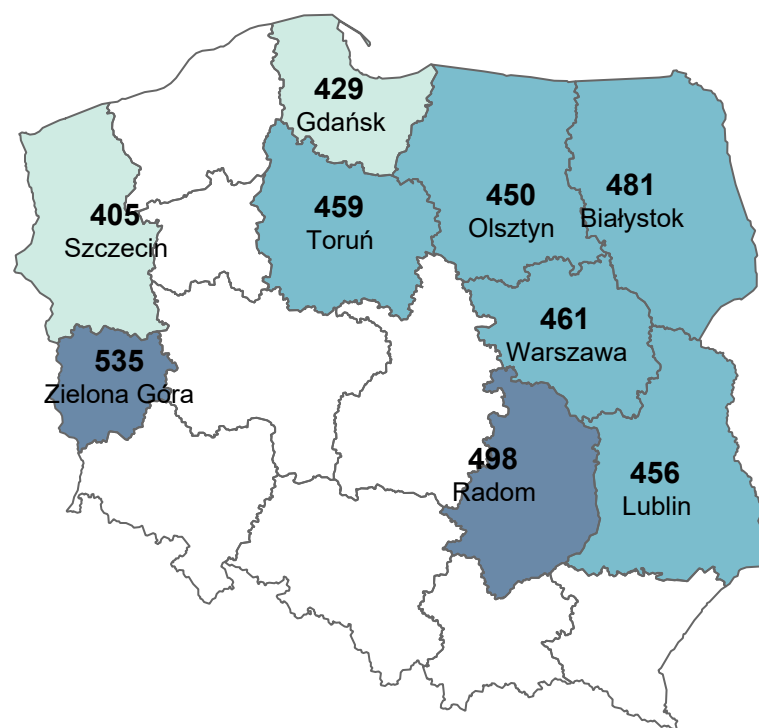 429
Gdańsk
405
Szczecin
459
Toruń
450
Olsztyn
481
Białystok
461
Warszawa
535
Zielona Góra
498
Radom
456
Lublin